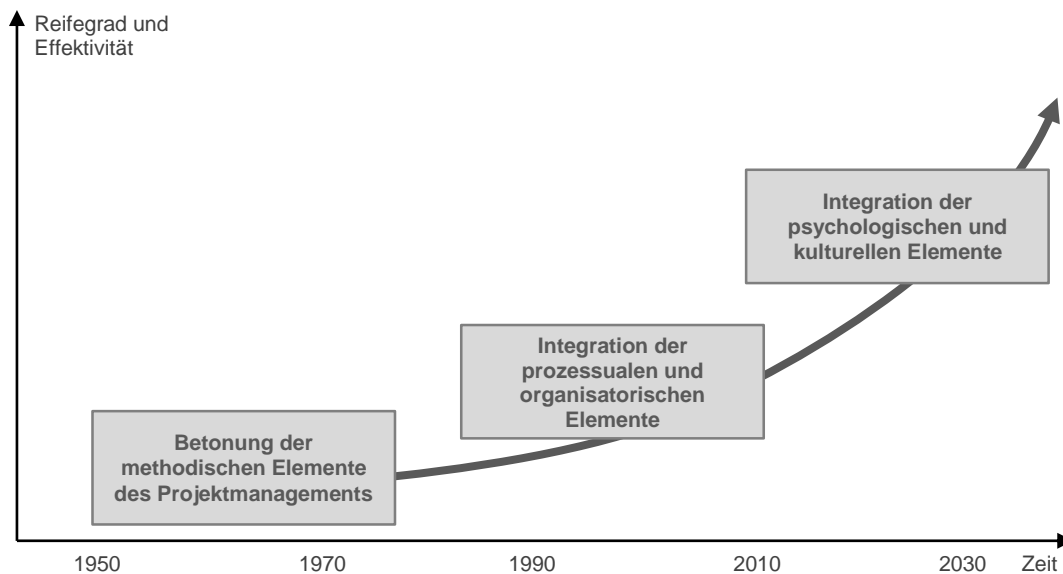 Reifegrad und
Effektivität
Integration der
psychologischen und
kulturellen Elemente
Integration der
prozessualen und
organisatorischen
Elemente
Betonung der
methodischen Elemente
des Projektmanagements
1950 1970 1990 2010 2030 Zeit